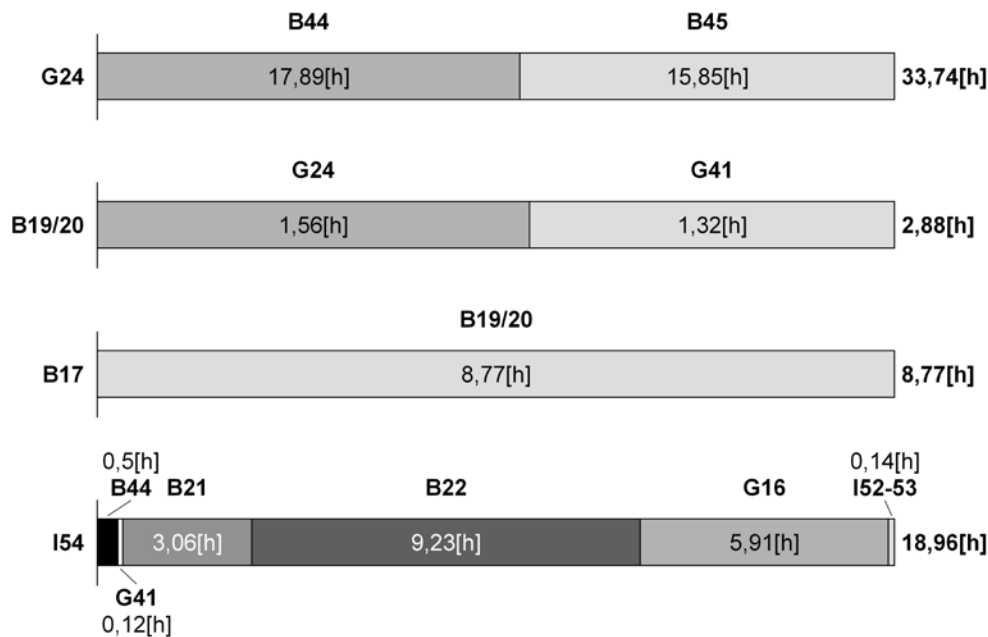 B44 B45
G24 17,89[h] 15,85[h] 33,74[h]
G24 G41
B19/20 1,56[h] 1,32[h] 2,88[h]
B19/20
B17 8,77[h] 8,77[h]
0,5[h] 0,14[h]
B44 B21 B22 G16 I52-53
I54 3,06[h] 9,23[h] 5,91[h] 18,96[h]
G41
0,12[h]